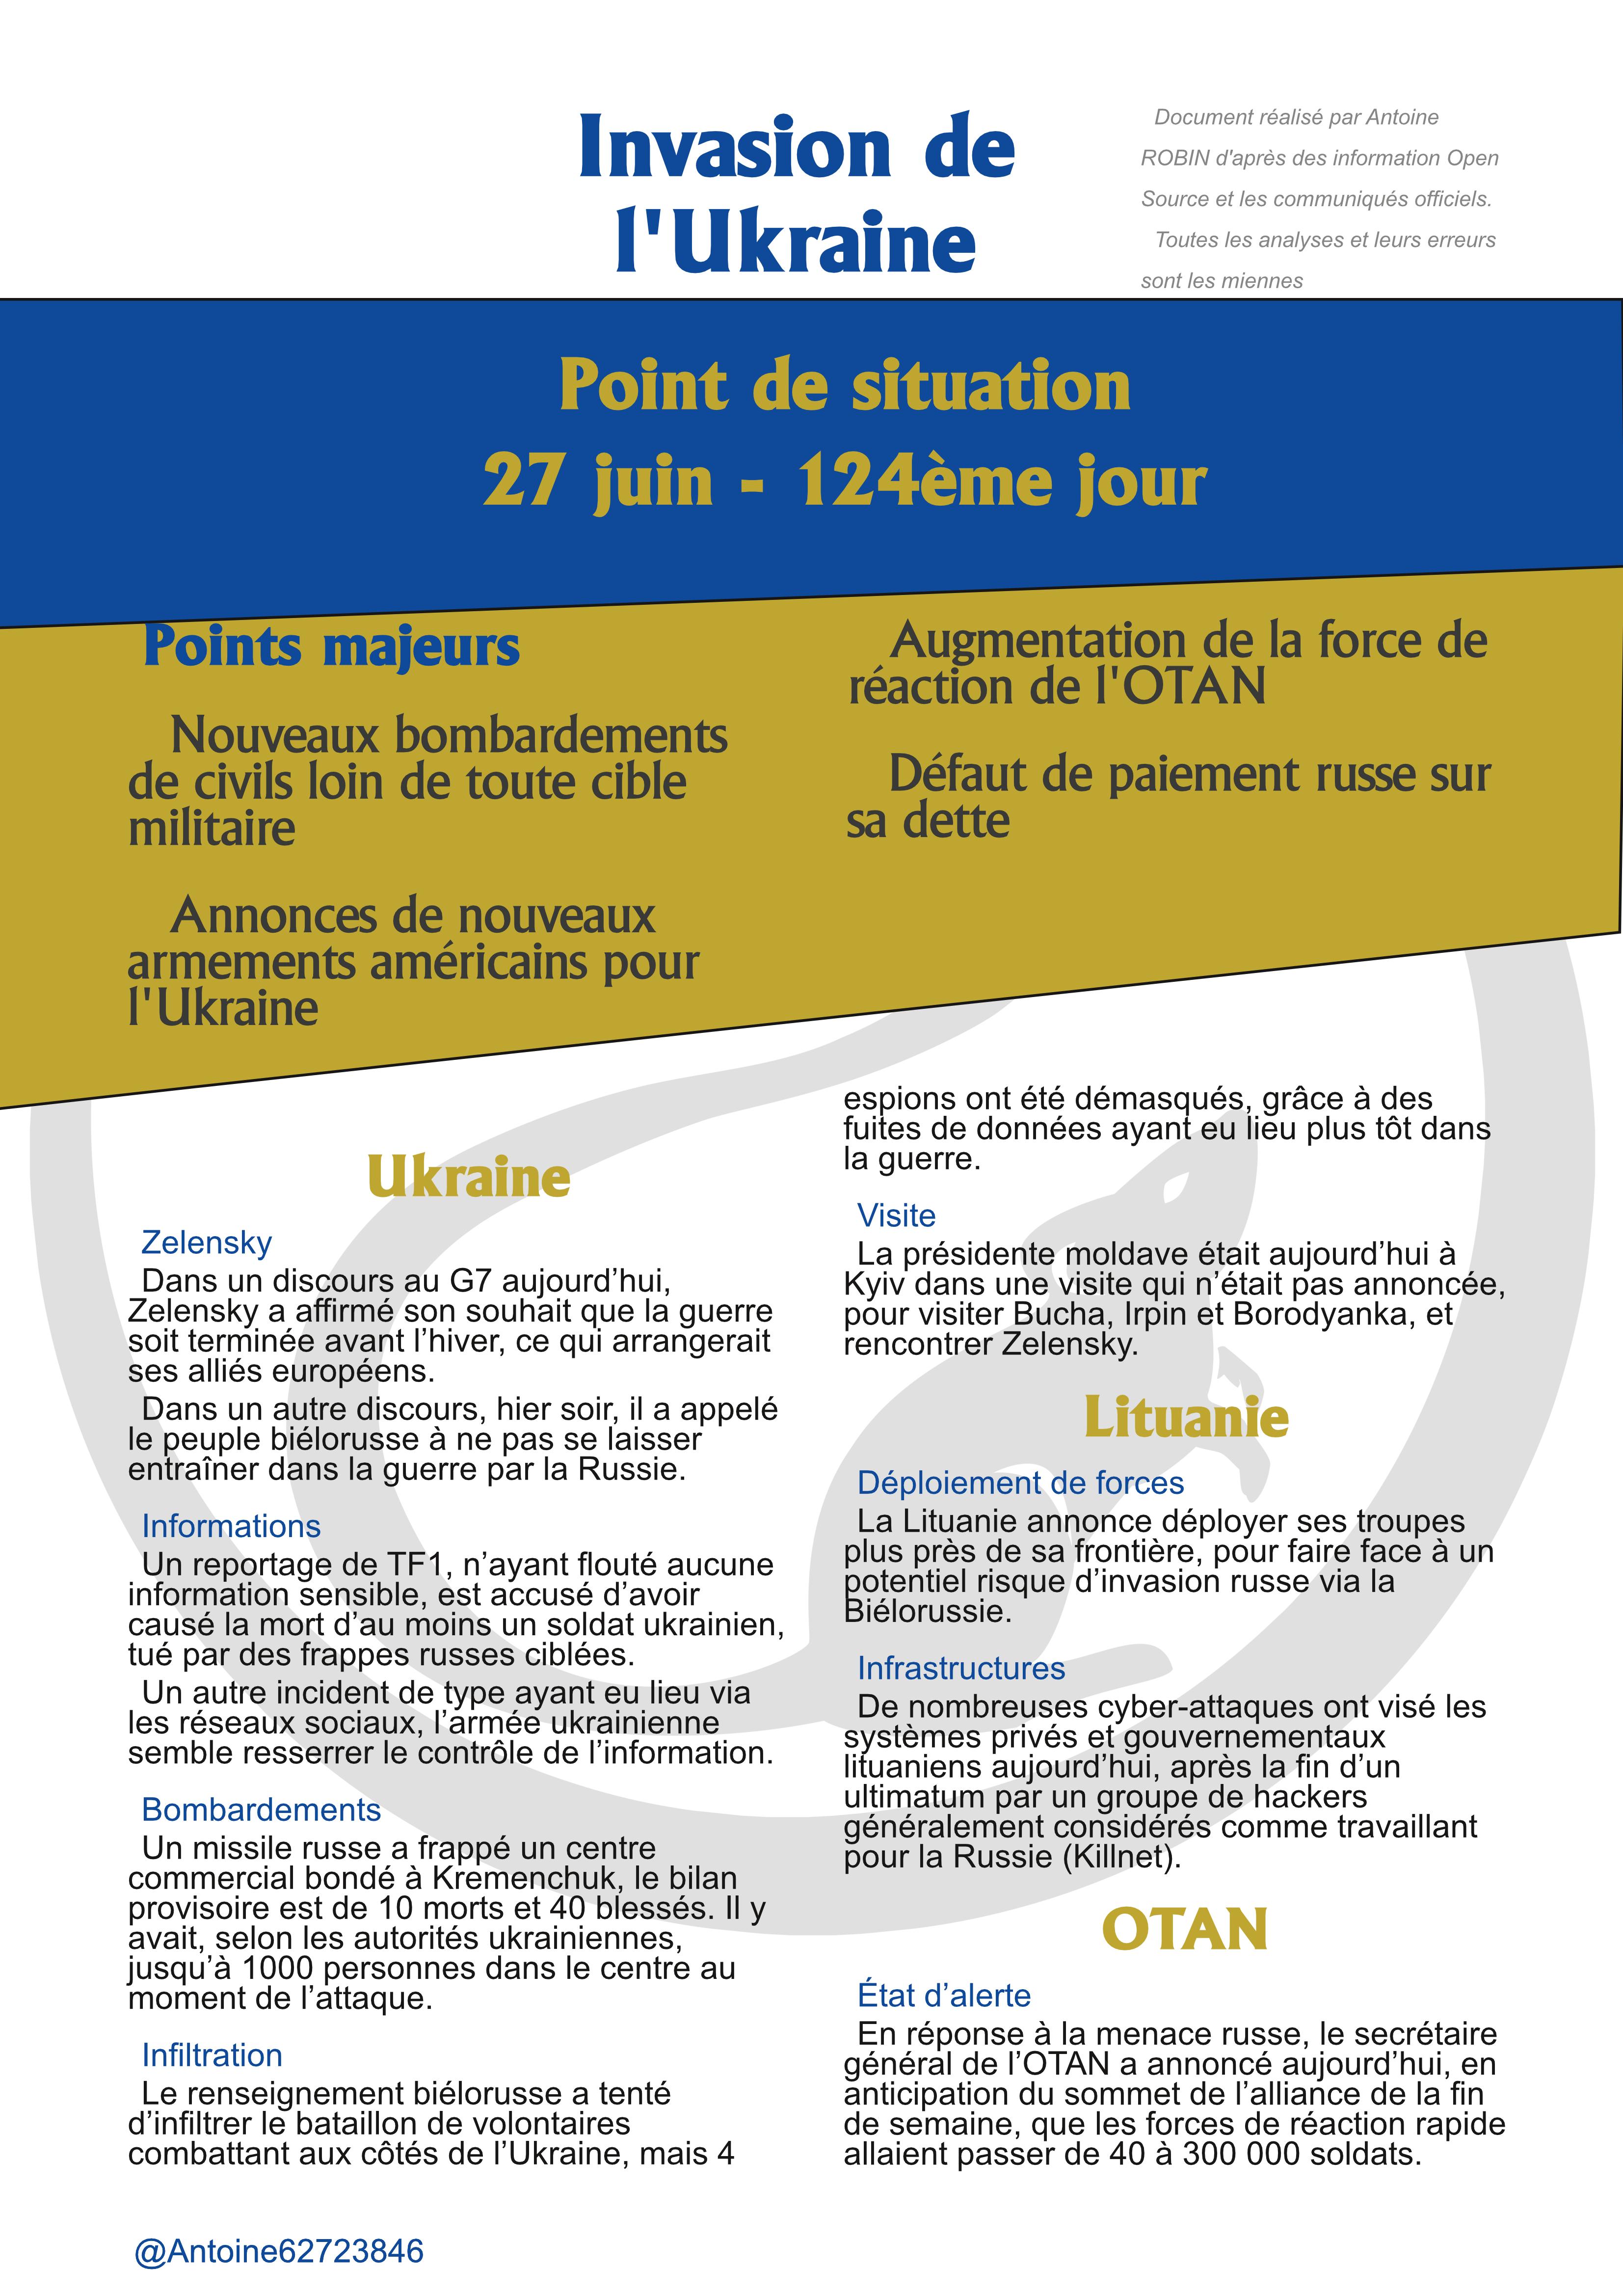 Invasion de
l'Ukraine
Document réalisé par Antoine
ROBIN d'après des information Open
Source et les communiqués officiels.
Toutes les analyses et leurs erreurs
sont les miennes
Point de situation
27 juin - 124ème jour
Points majeurs
Nouveaux bombardements
de civils loin de toute cible
militaire
Annonces de nouveaux
armements américains pour
l'Ukraine
Augmentation de la force de
réaction de l'OTAN
Défaut de paiement russe sur
sa dette
Ukraine
Zelensky
Dans un discours au G7 aujourd’hui,
Zelensky a affirmé son souhait que la guerre
soit terminée avant l’hiver, ce qui arrangerait
ses alliés européens.
Dans un autre discours, hier soir, il a appelé
le peuple biélorusse à ne pas se laisser
entraîner dans la guerre par la Russie.
Informations
Un reportage de TF1, n’ayant flouté aucune
information sensible, est accusé d’avoir
causé la mort d’au moins un soldat ukrainien,
tué par des frappes russes ciblées.
Un autre incident de type ayant eu lieu via
les réseaux sociaux, l’armée ukrainienne
semble resserrer le contrôle de l’information.
Bombardements
Un missile russe a frappé un centre
commercial bondé à Kremenchuk, le bilan
provisoire est de 10 morts et 40 blessés. Il y
avait, selon les autorités ukrainiennes,
jusqu’à 1000 personnes dans le centre au
moment de l’attaque.
Infiltration
Le renseignement biélorusse a tenté
d’infiltrer le bataillon de volontaires
combattant aux côtés de l’Ukraine, mais 4
espions ont été démasqués, grâce à des
fuites de données ayant eu lieu plus tôt dans
la guerre.
Visite
La présidente moldave était aujourd’hui à
Kyiv dans une visite qui n’était pas annoncée,
pour visiter Bucha, Irpin et Borodyanka, et
rencontrer Zelensky.
Lituanie
Déploiement de forces
La Lituanie annonce déployer ses troupes
plus près de sa frontière, pour faire face à un
potentiel risque d’invasion russe via la
Biélorussie.
Infrastructures
De nombreuses cyber-attaques ont visé les
systèmes privés et gouvernementaux
lituaniens aujourd’hui, après la fin d’un
ultimatum par un groupe de hackers
généralement considérés comme travaillant
pour la Russie (Killnet).
OTAN
État d’alerte
En réponse à la menace russe, le secrétaire
général de l’OTAN a annoncé aujourd’hui, en
anticipation du sommet de l’alliance de la fin
de semaine, que les forces de réaction rapide
allaient passer de 40 à 300 000 soldats.
@Antoine62723846